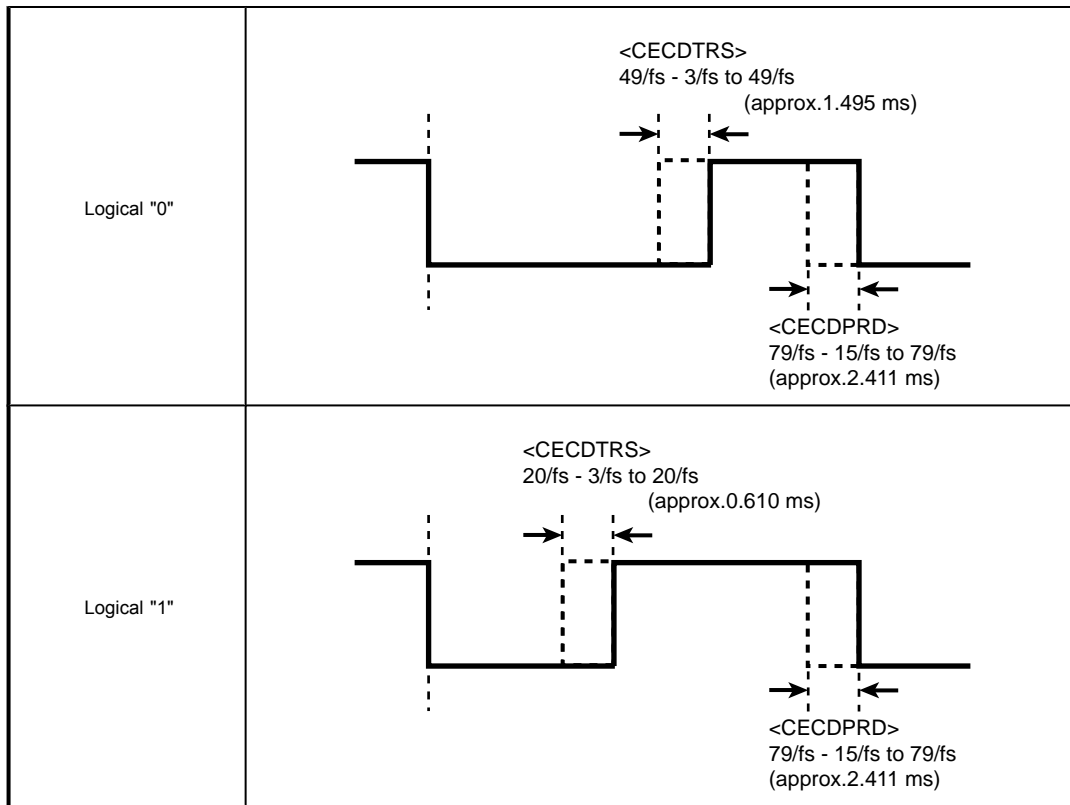 Logical "0"
<CECDTRS>
49/fs - 3/fs to 49/fs
(approx.1.495 ms)
<CECDPRD>
79/fs - 15/fs to 79/fs
(approx.2.411 ms)
Logical "1"
<CECDTRS>
20/fs - 3/fs to 20/fs
(approx.0.610 ms)
<CECDPRD>
79/fs - 15/fs to 79/fs
(approx.2.411 ms)